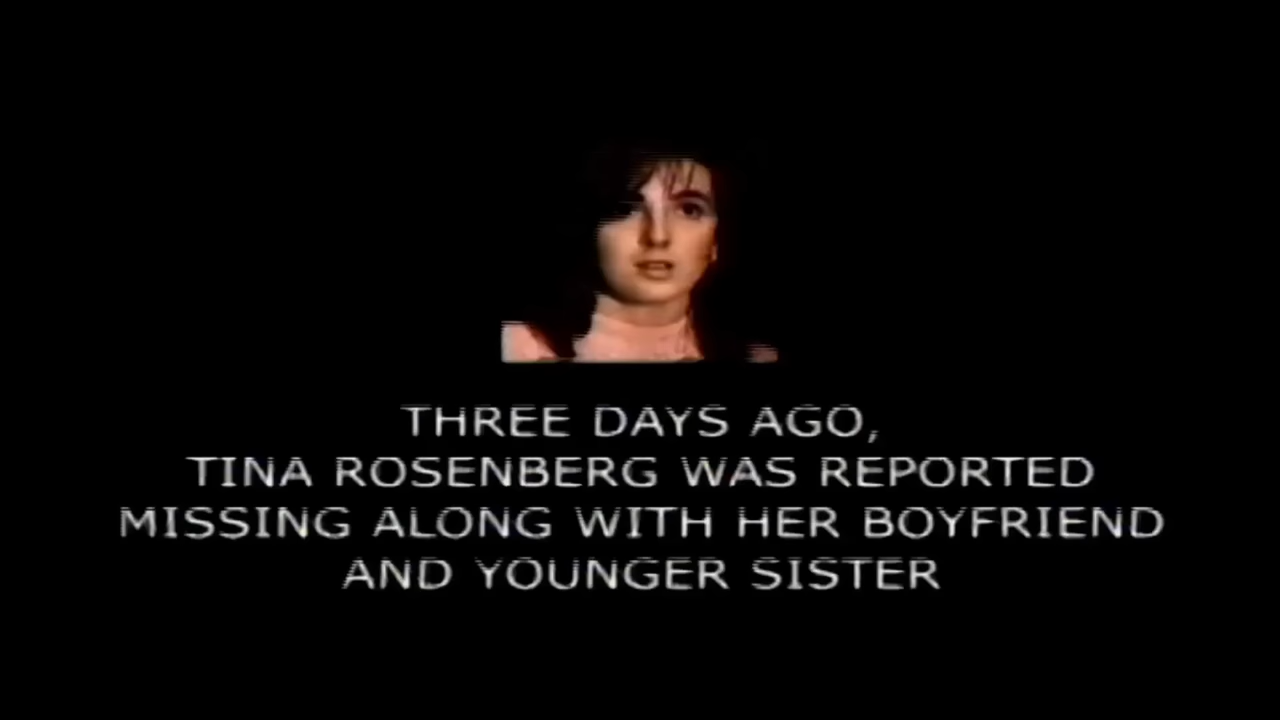 THREE DAYS AGO,
TINA ROSENBERG WAS REPORTED
MISSING ALONG WITH HER BOYFRIEND
AND YOUNGER SISTER